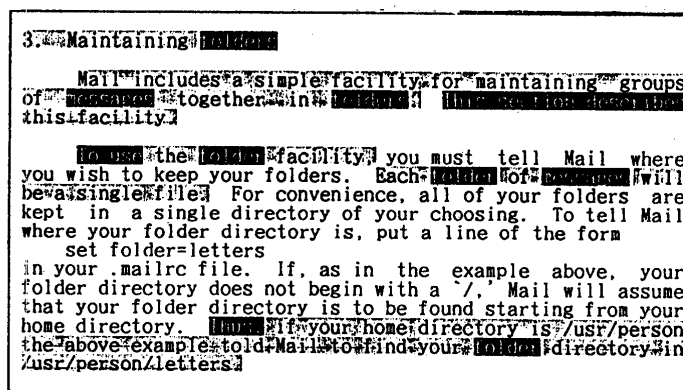 3. Maintaining folders
Mail includes a simple facility for maintaining groups
of messages together in folders. This section describes
this facility.
To use the folder facility, you must tell Mail where
you wish to keep your folders. Each folder of messages will
be a single file. For convenience, all of your folders are
kept in a single directory of your choosing. To tell Mail
where your folder directory is, put a line of the form
set folder=letters
in your .mailrc file. If, as in the example above, your
folder directory does not begin with a `/,' Mail will assume
that your folder directory is to be found starting from your
home directory. Thus, if your home directory is /usr/person
the above example told Mail to find your folder directory in
/usr/person/letters.